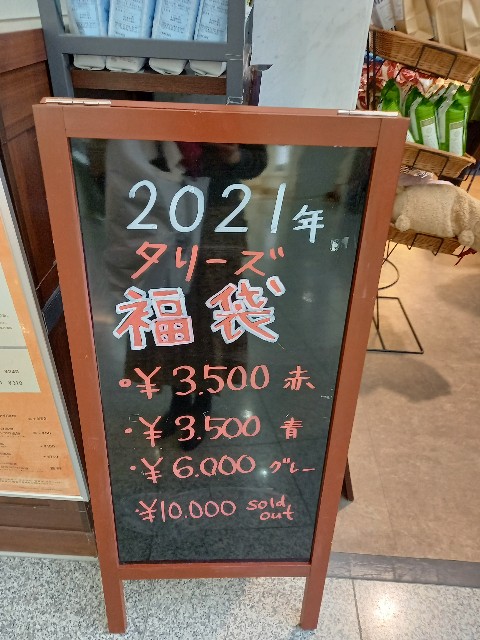 2021年
タリーズ
福袋
・¥3,500 赤
・¥3,500 青
・¥6,000 グレー
・¥10,000 sold out